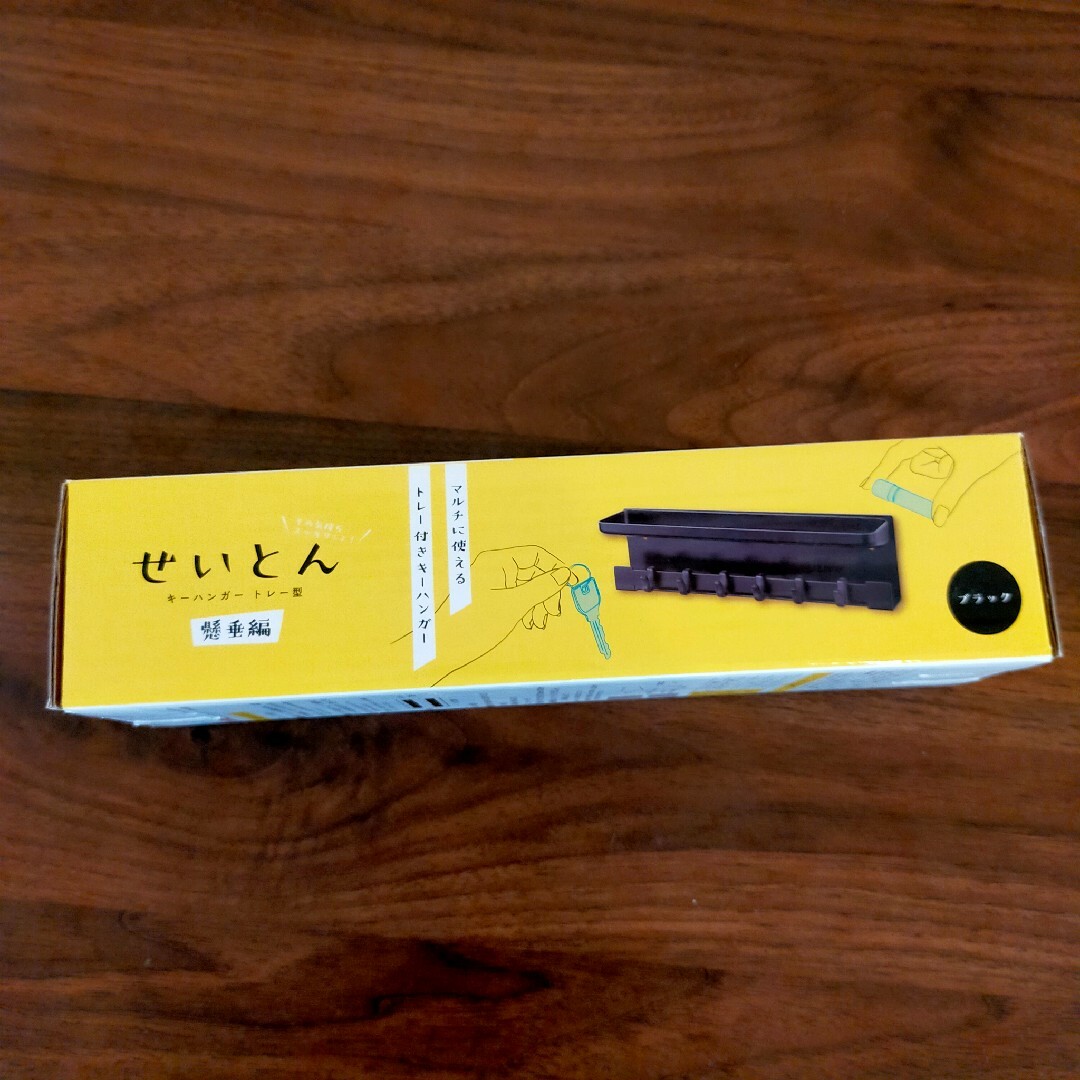 せいとん
キーハンガー トレー型
懸垂編
マルチに使える
トレー付きキーハンガー
ブラック